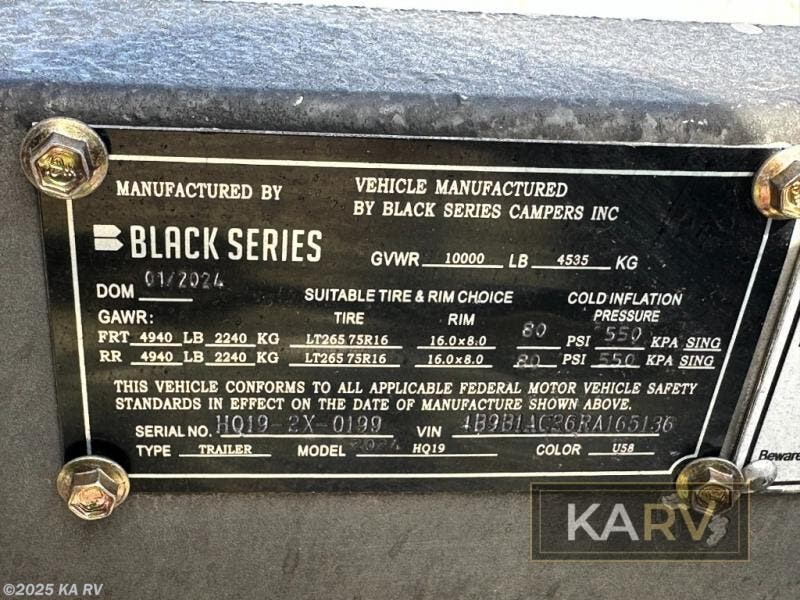 MANUFACTURED BY
VEHICLE MANUFACTURED
BY BLACK SERIES CAMPERS INC
BLACK SERIES
GVWR 10000 LB 4535 KG
DOM 01/2024
SUITABLE TIRE & RIM CHOICE
COLD INFLATION
PRESSURE
GAWR: TIRE RIM
FRT 4940 LB 2240 KG LT265 75R16 16.0x8.0 80 PSI 550 KPA SING
RR 4940 LB 2240 KG LT265 75R16 16.0x8.0 80 PSI 550 KPA SING
THIS VEHICLE CONFORMS TO ALL APPLICABLE FEDERAL MOTOR VEHICLE SAFETY
STANDARDS IN EFFECT ON THE DATE OF MANUFACTURE SHOWN ABOVE.
SERIAL NO. HQ19-2X-0199 VIN 4B9B1AG26RA165136
TYPE TRAILER MODEL 2024 HQ19 COLOR U58
Beware
KARV
©2025 KA RV